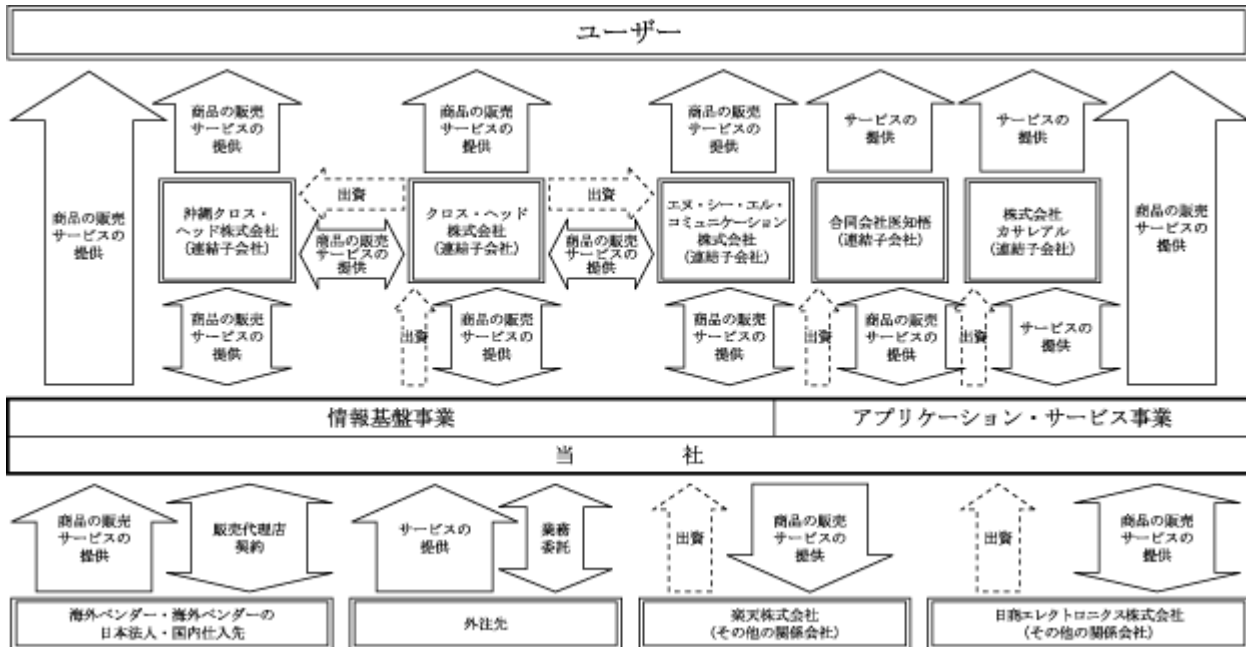 ユーザー
商品の販売
サービスの
提供
商品の販売
サービスの
提供
商品の販売
サービスの
提供
サービスの
提供
サービスの
提供
商品の販売
サービスの
提供
沖縄クロス・
ヘッド株式会社
(連結子会社)
出資
商品の販売
サービスの
提供
クロス・ヘッド
株式会社
(連結子会社)
出資
商品の販売
サービスの
提供
エヌ・シー・エル・
コミュニケーション
株式会社
(連結子会社)
合同会社医知悟
(連結子会社)
株式会社
カサレアル
(連結子会社)
商品の販売
サービスの
提供
商品の販売
サービスの
提供
出資
商品の販売
サービスの
提供
商品の販売
サービスの
提供
出資
商品の販売
サービスの
提供
出資
サービスの
提供
情報基盤事業
アプリケーション・サービス事業
当 社
商品の販売
サービスの
提供
販売代理店
契約
サービスの
提供
業務
委託
出資
商品の販売
サービスの
提供
出資
商品の販売
サービスの
提供
海外ベンダー・海外ベンダーの
日本法人・国内仕入先
外注先
楽天株式会社
(その他の関係会社)
日商エレクトロニクス株式会社
(その他の関係会社)